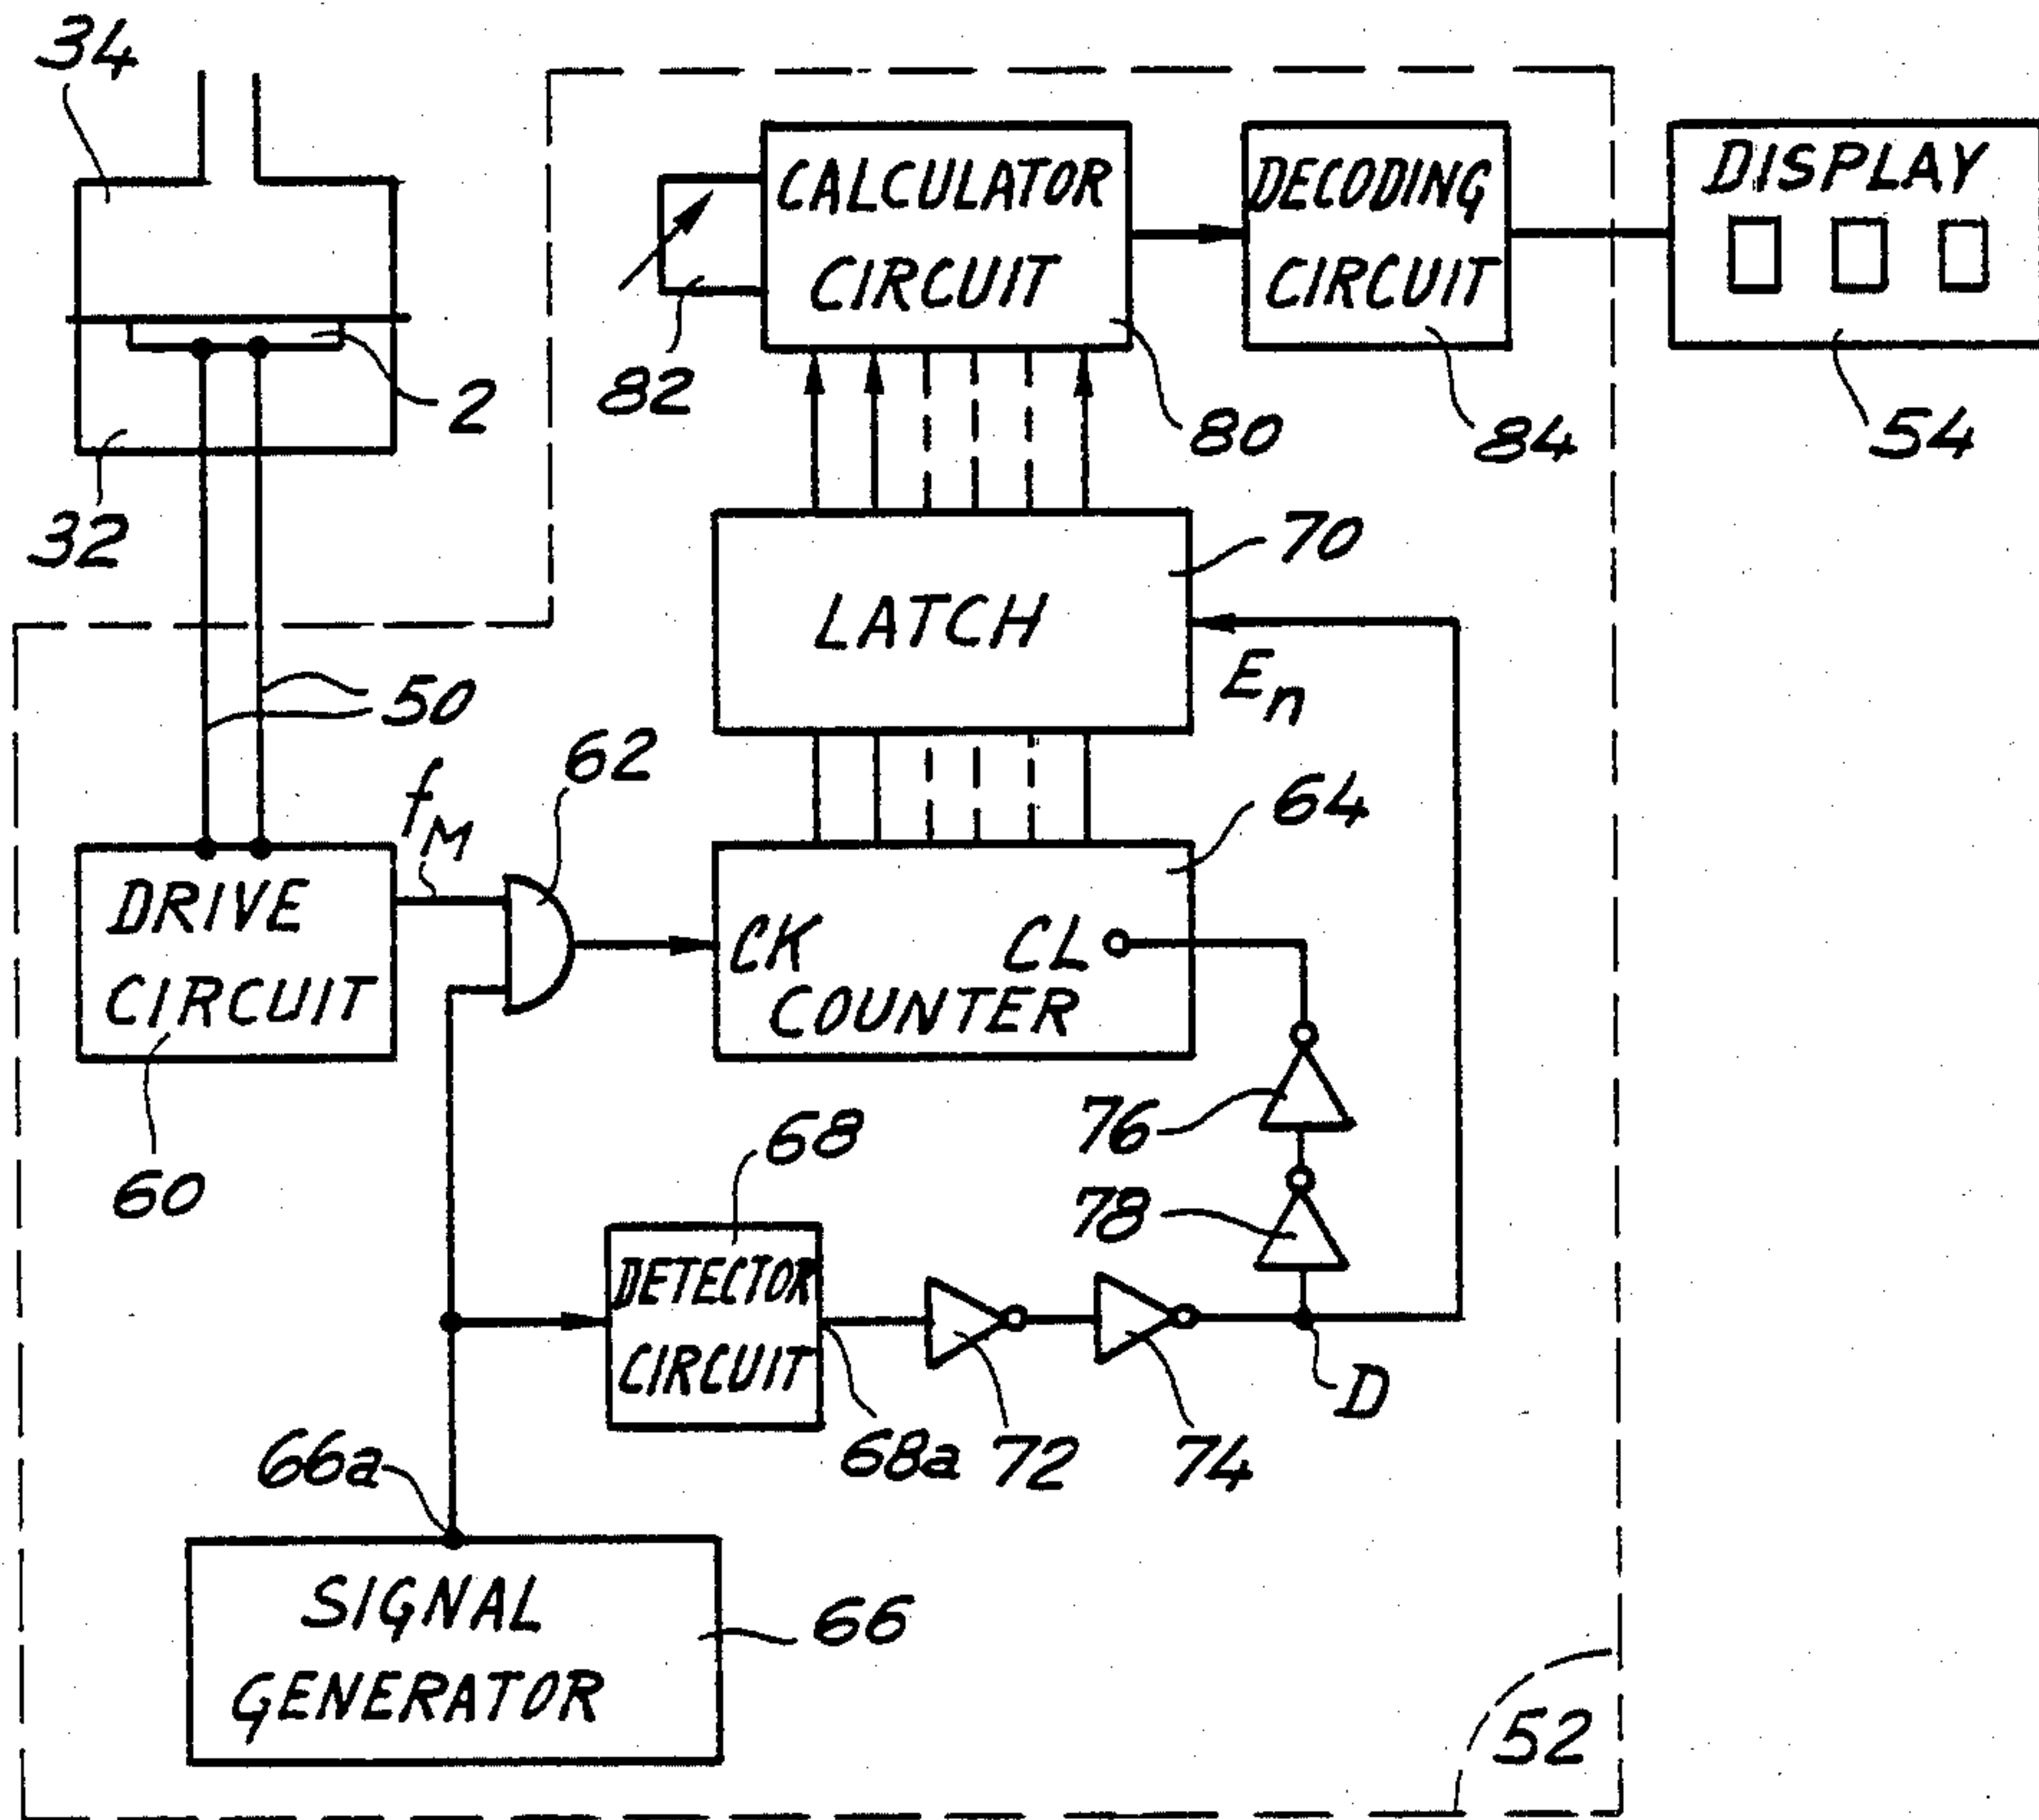 34
CALCULATOR
CIRCUIT
DECODING
CIRCUIT
DISPLAY
82
2
80
84
54
32
70
LATCH
En
50
62
fM
64
DRIVE
CIRCUIT
CK
CL
COUNTER
76
68
60
78
DETECTOR
CIRCUIT
D
66a
68a
72
74
SIGNAL
GENERATOR
66
52